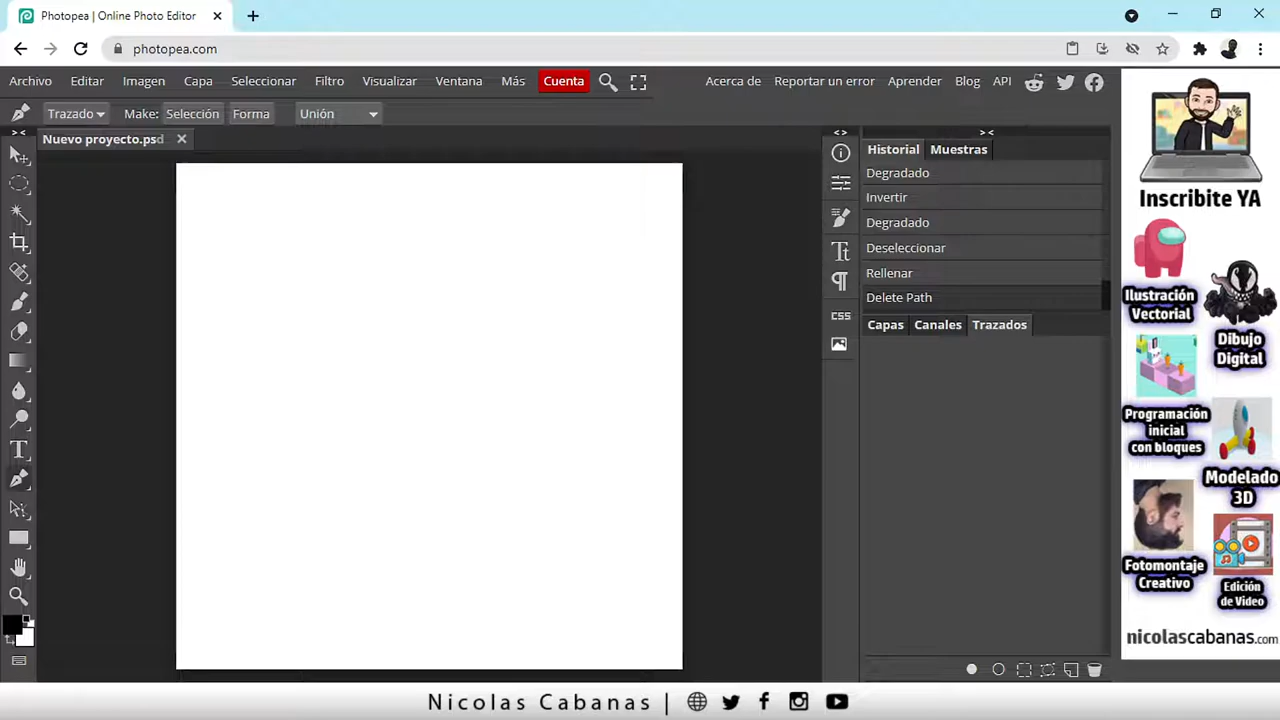 Photopea | Online Photo Editor
photopea.com
Archivo Editar Imagen Capa Seleccionar Filtro Visualizar Ventana Más Cuenta Acerca de Reportar un error Aprender Blog API
Trazado Make: Selección Forma Unión
Nuevo proyecto.psd
Historial Muestras
Degradado
Invertir
Degradado
Deseleccionar
Rellenar
Delete Path
Capas Canales Trazados
CSS
Inscribite YA
Ilustración
Vectorial
Dibujo
Digital
Programación
inicial
con bloques
Modelado
3D
Fotomontaje
Creativo
Edición
de Video
nicolascabanas.com
Nicolas Cabanas |